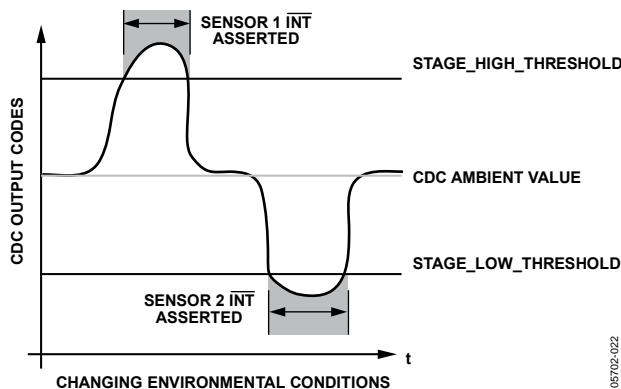 SENSOR 1 INT
ASSERTED
STAGE_HIGH_THRESHOLD
CDC OUTPUT CODES
CDC AMBIENT VALUE
STAGE_LOW_THRESHOLD
SENSOR 2 INT
ASSERTED
t
CHANGING ENVIRONMENTAL CONDITIONS
05702-022